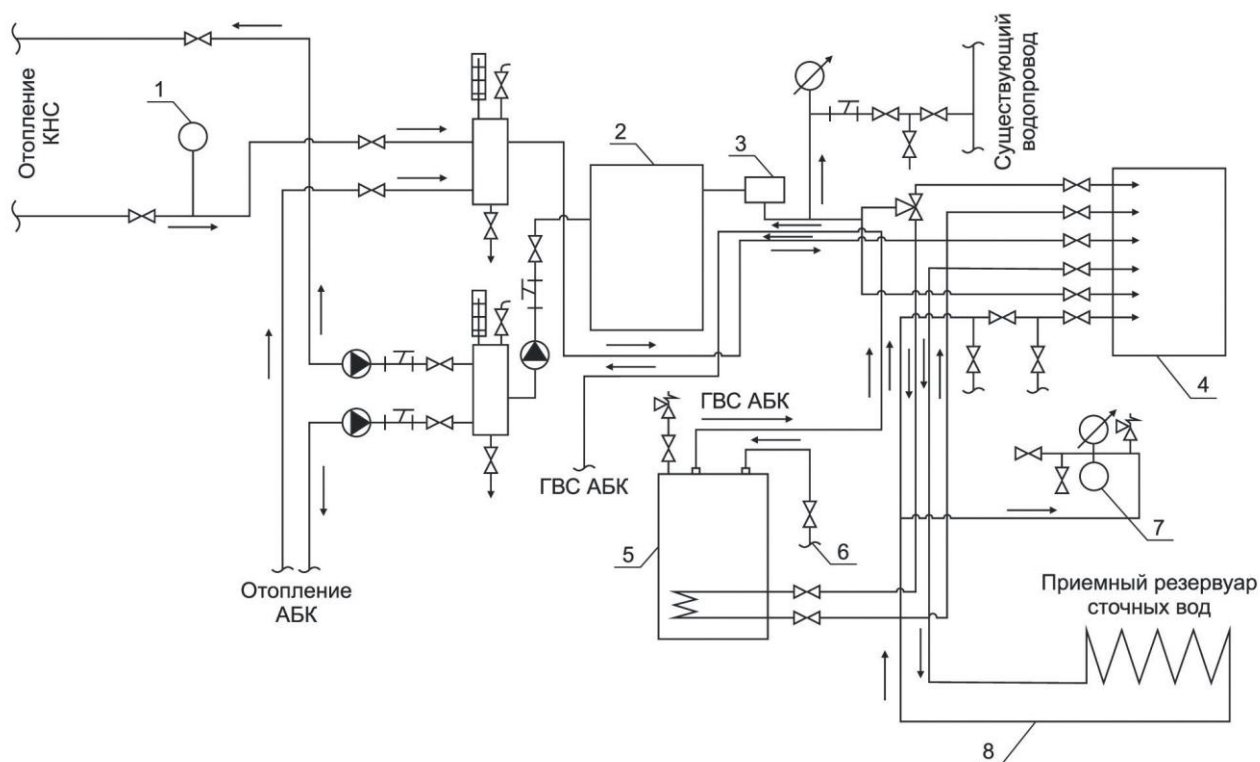 Отопление
КНС
1
2
3
Существующий
водопровод
4
ГВС АБК
ГВС АБК
5
6
7
Отопление
АБК
Приемный резервуар
сточных вод
8